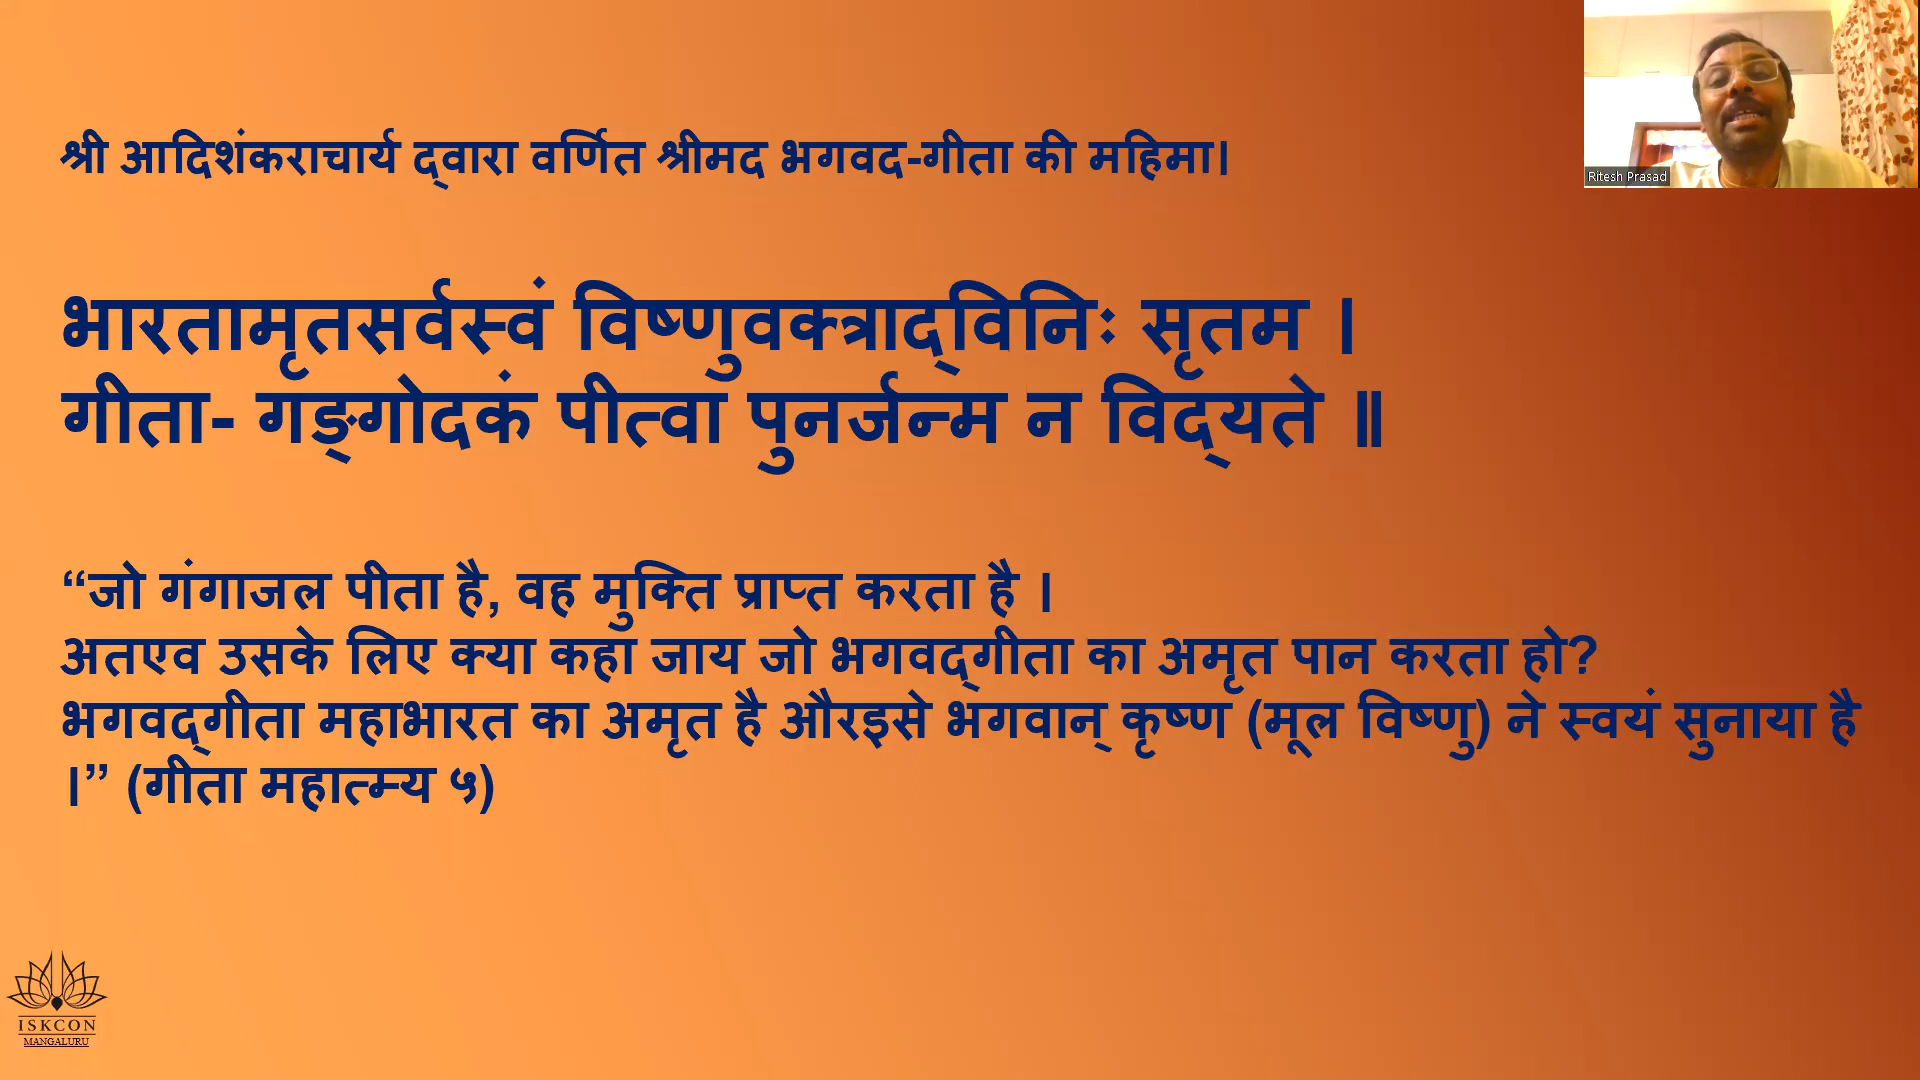 श्री आदिशंकराचार्य द्वारा वर्णित श्रीमद भगवद-गीता की महिमा।
Ritesh Prasad
भारतामृतसर्वस्वं विष्णुवक्त्राद्विनिः सृतम ।
गीता- गङ्गोदकं पीत्वा पुनर्जन्म न विद्यते ॥
“जो गंगाजल पीता है, वह मुक्ति प्राप्त करता है ।
अतएव उसके लिए क्या कहा जाय जो भगवद्गीता का अमृत पान करता हो?
भगवद्गीता महाभारत का अमृत है औरइसे भगवान् कृष्ण (मूल विष्णु) ने स्वयं सुनाया है
।” (गीता महात्म्य ५)
ISKCON
MANGALURU